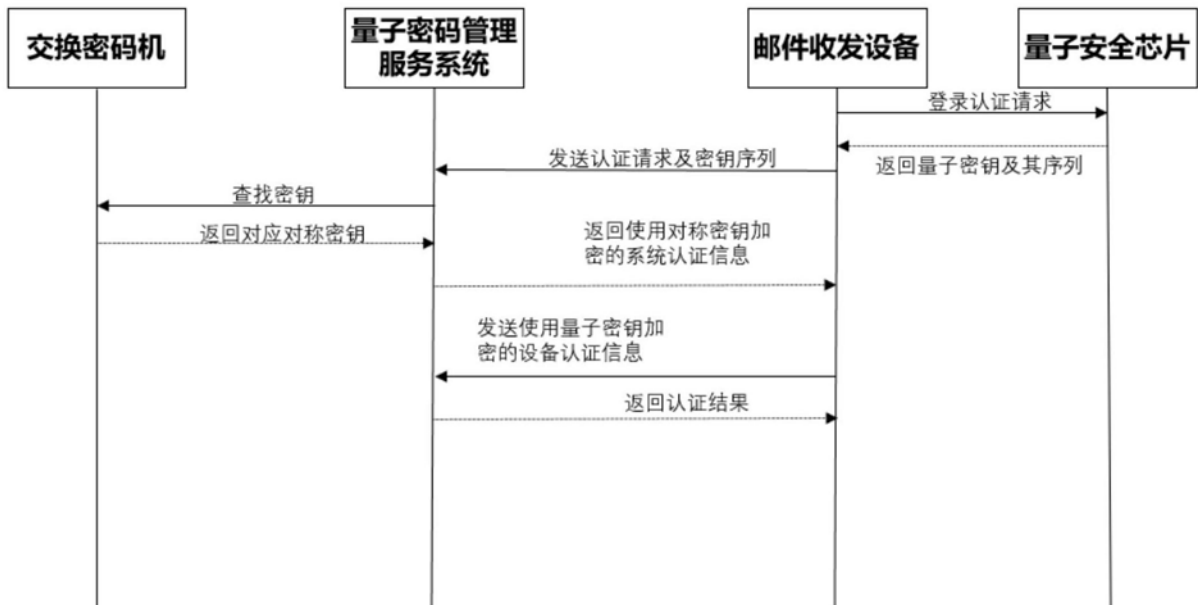 交换密码机
量子密码管理
服务系统
邮件收发设备
量子安全芯片
登录认证请求
返回量子密钥及其序列
发送认证请求及密钥序列
查找密钥
返回对应对称密钥
返回使用对称密钥加
密的系统认证信息
发送使用量子密钥加
密的设备认证信息
返回认证结果